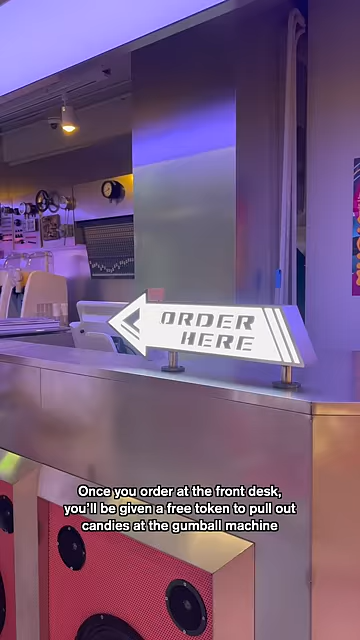 ORDER
HERE
Once you order at the front desk,
you'll be given a free token to pull out
candies at the gumball machine